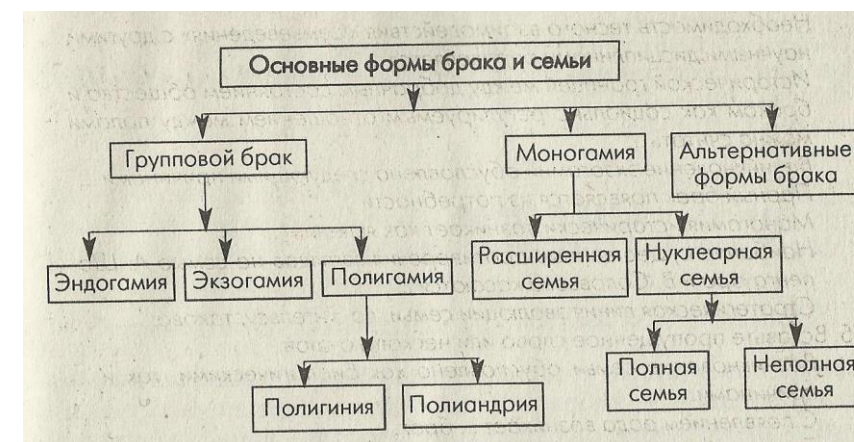 Основные формы брака и семьи
Групповой брак
Моногамия
Альтернативные
формы брака
Эндогамия
Экзогамия
Полигамия
Расширенная
семья
Нуклеарная
семья
Полигиния
Полиандрия
Полная
семья
Неполная
семья